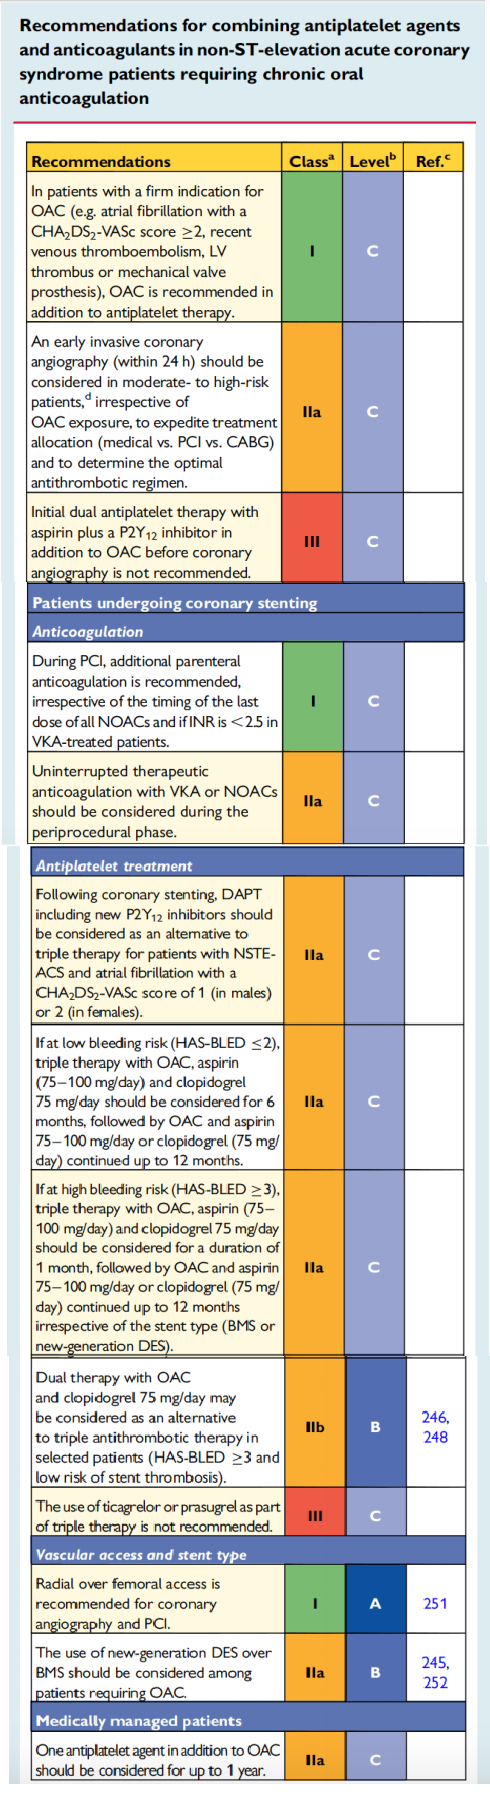 Recommendations for combining antiplatelet agents
and anticoagulants in non-ST-elevation acute coronary
syndrome patients requiring chronic oral
anticoagulation
Recommendations Classᵃ Levelᵇ Ref.ᶜ
In patients with a firm indication for
OAC (e.g. atrial fibrillation with a
CHA₂DS₂-VASc score ≥2, recent
venous thromboembolism, LV
thrombus or mechanical valve
prosthesis), OAC is recommended in
addition to antiplatelet therapy.
I C
An early invasive coronary
angiography (within 24 h) should be
considered in moderate- to high-risk
patients,ᵈ irrespective of
OAC exposure, to expedite treatment
allocation (medical vs. PCI vs. CABG)
and to determine the optimal
antithrombotic regimen.
IIa C
Initial dual antiplatelet therapy with
aspirin plus a P2Y₁₂ inhibitor in
addition to OAC before coronary
angiography is not recommended.
III C
Patients undergoing coronary stenting
Anticoagulation
During PCI, additional parenteral
anticoagulation is recommended,
irrespective of the timing of the last
dose of all NOACs and if INR is <2.5 in
VKA-treated patients.
I C
Uninterrupted therapeutic
anticoagulation with VKA or NOACs
should be considered during the
periprocedural phase.
IIa C
Antiplatelet treatment
Following coronary stenting, DAPT
including new P2Y₁₂ inhibitors should
be considered as an alternative to
triple therapy for patients with NSTE-
ACS and atrial fibrillation with a
CHA₂DS₂-VASc score of 1 (in males)
or 2 (in females).
IIa C
If at low bleeding risk (HAS-BLED ≤2),
triple therapy with OAC, aspirin
(75–100 mg/day) and clopidogrel
75 mg/day should be considered for 6
months, followed by OAC and aspirin
75–100 mg/day or clopidogrel (75 mg/
day) continued up to 12 months.
IIa C
If at high bleeding risk (HAS-BLED ≥3),
triple therapy with OAC, aspirin (75–
100 mg/day) and clopidogrel 75 mg/day
should be considered for a duration of
1 month, followed by OAC and aspirin
75–100 mg/day or clopidogrel (75 mg/
day) continued up to 12 months
irrespective of the stent type (BMS or
new-generation DES).
IIa C
Dual therapy with OAC
and clopidogrel 75 mg/day may
be considered as an alternative
to triple antithrombotic therapy in
selected patients (HAS-BLED ≥3 and
low risk of stent thrombosis).
IIb B 246,
248
The use of ticagrelor or prasugrel as part
of triple therapy is not recommended.
III C
Vascular access and stent type
Radial over femoral access is
recommended for coronary
angiography and PCI.
I A 251
The use of new-generation DES over
BMS should be considered among
patients requiring OAC.
IIa B 245,
252
Medically managed patients
One antiplatelet agent in addition to OAC
should be considered for up to 1 year.
IIa C